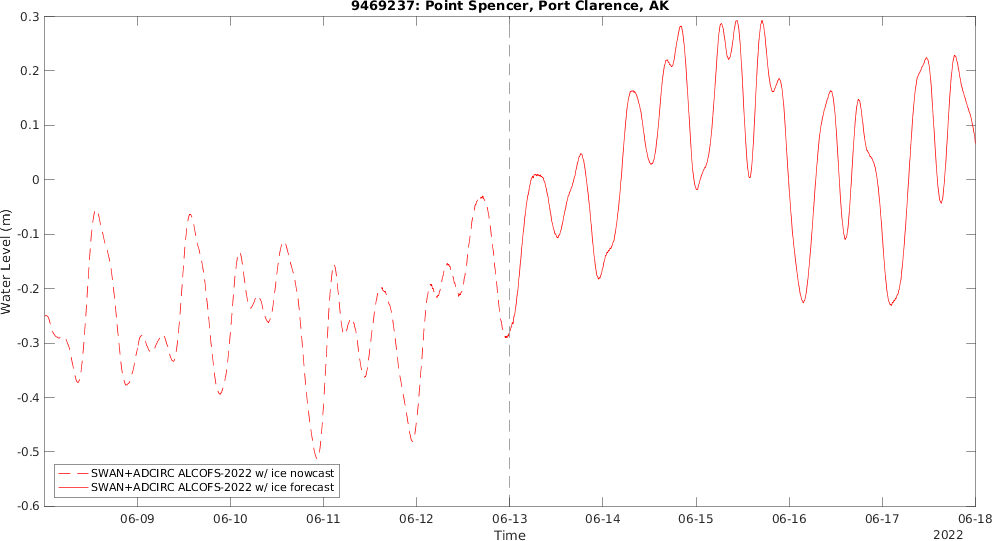 9469237: Point Spencer, Port Clarence, AK
0.3
0.2
0.1
0
-0.1
-0.2
-0.3
-0.4
-0.5
-0.6
Water Level (m)
SWAN+ADCIRC ALCOFS-2022 w/ ice nowcast
SWAN+ADCIRC ALCOFS-2022 w/ ice forecast
06-09 06-10 06-11 06-12 06-13 06-14 06-15 06-16 06-17 06-18
Time
2022